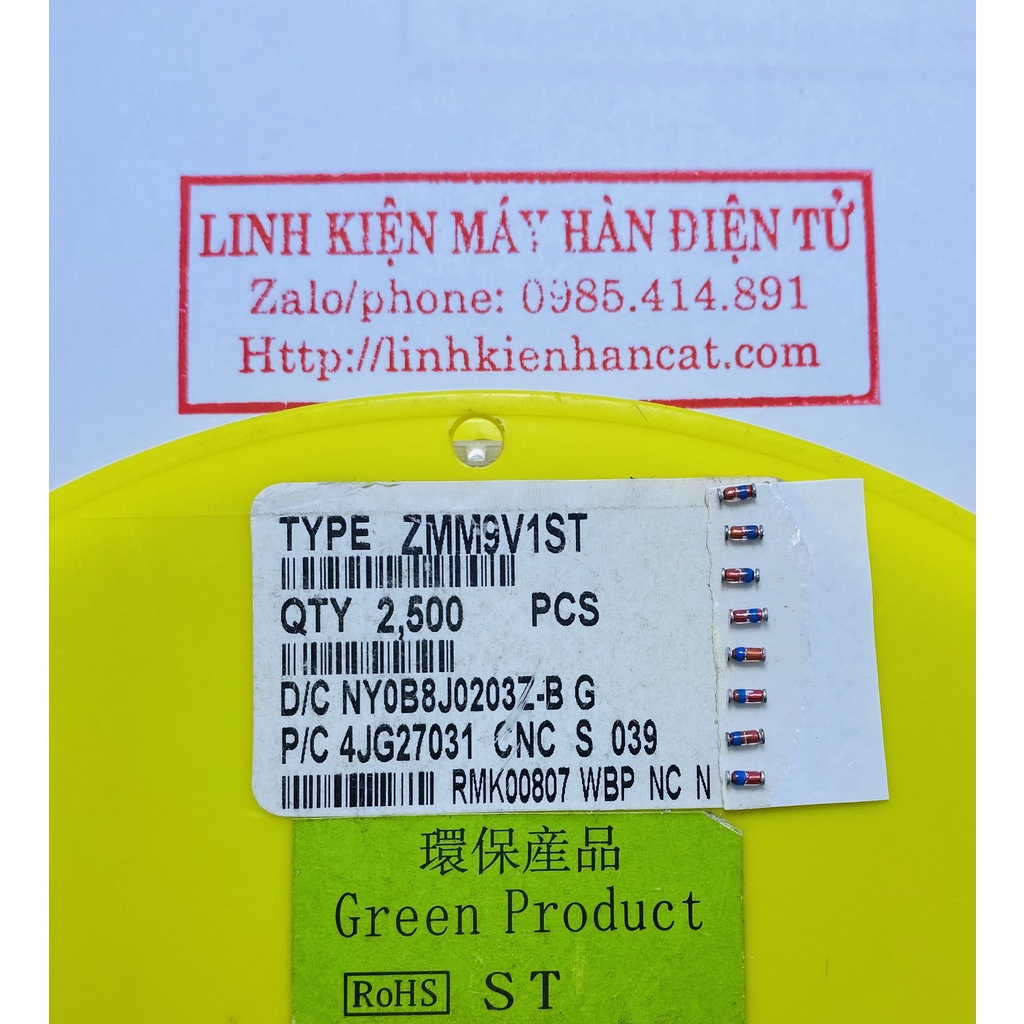 LINH KIỆN MÁY HÀN ĐIỆN TỬ
Zalo/phone: 0985.414.891
Http://linhkienhancat.com
TYPE ZMM9V1ST
QTY 2,500 PCS
D/C NY0B8J0203Z-B G
P/C 4JG27031 CNC S 039
RMK00807 WBP NC N
環保産品
Green Product
RoHS ST